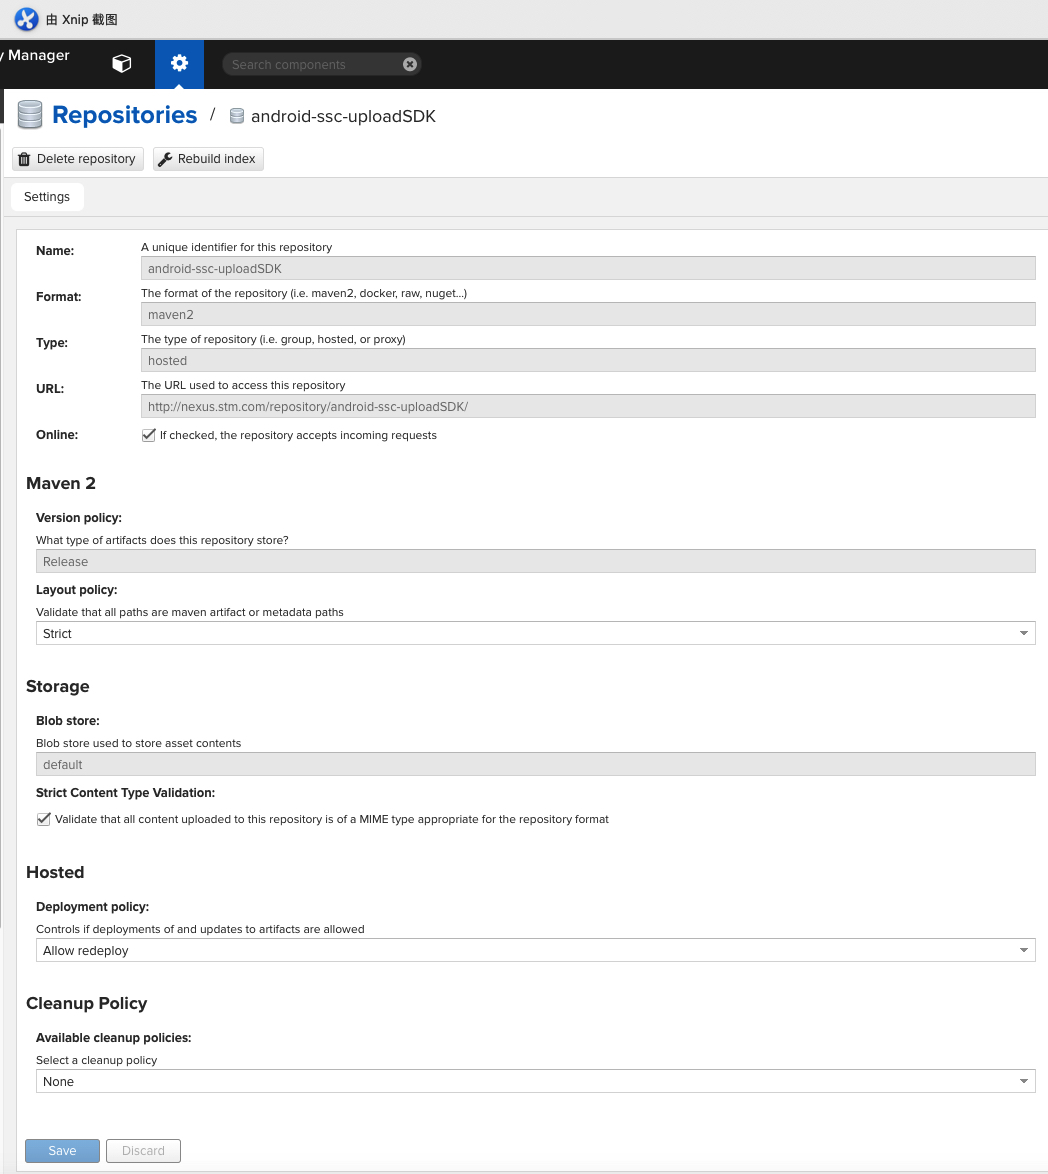 由 Xnip 截图
y Manager
Search components
Repositories / android-ssc-uploadSDK
Delete repository
Rebuild index
Settings
Name:
A unique identifier for this repository
android-ssc-uploadSDK
Format:
The format of the repository (i.e. maven2, docker, raw, nuget...)
maven2
Type:
The type of repository (i.e. group, hosted, or proxy)
hosted
URL:
The URL used to access this repository
http://nexus.stm.com/repository/android-ssc-uploadSDK/
Online:
If checked, the repository accepts incoming requests
Maven 2
Version policy:
What type of artifacts does this repository store?
Release
Layout policy:
Validate that all paths are maven artifact or metadata paths
Strict
Storage
Blob store:
Blob store used to store asset contents
default
Strict Content Type Validation:
Validate that all content uploaded to this repository is of a MIME type appropriate for the repository format
Hosted
Deployment policy:
Controls if deployments of and updates to artifacts are allowed
Allow redeploy
Cleanup Policy
Available cleanup policies:
Select a cleanup policy
None
Save
Discard